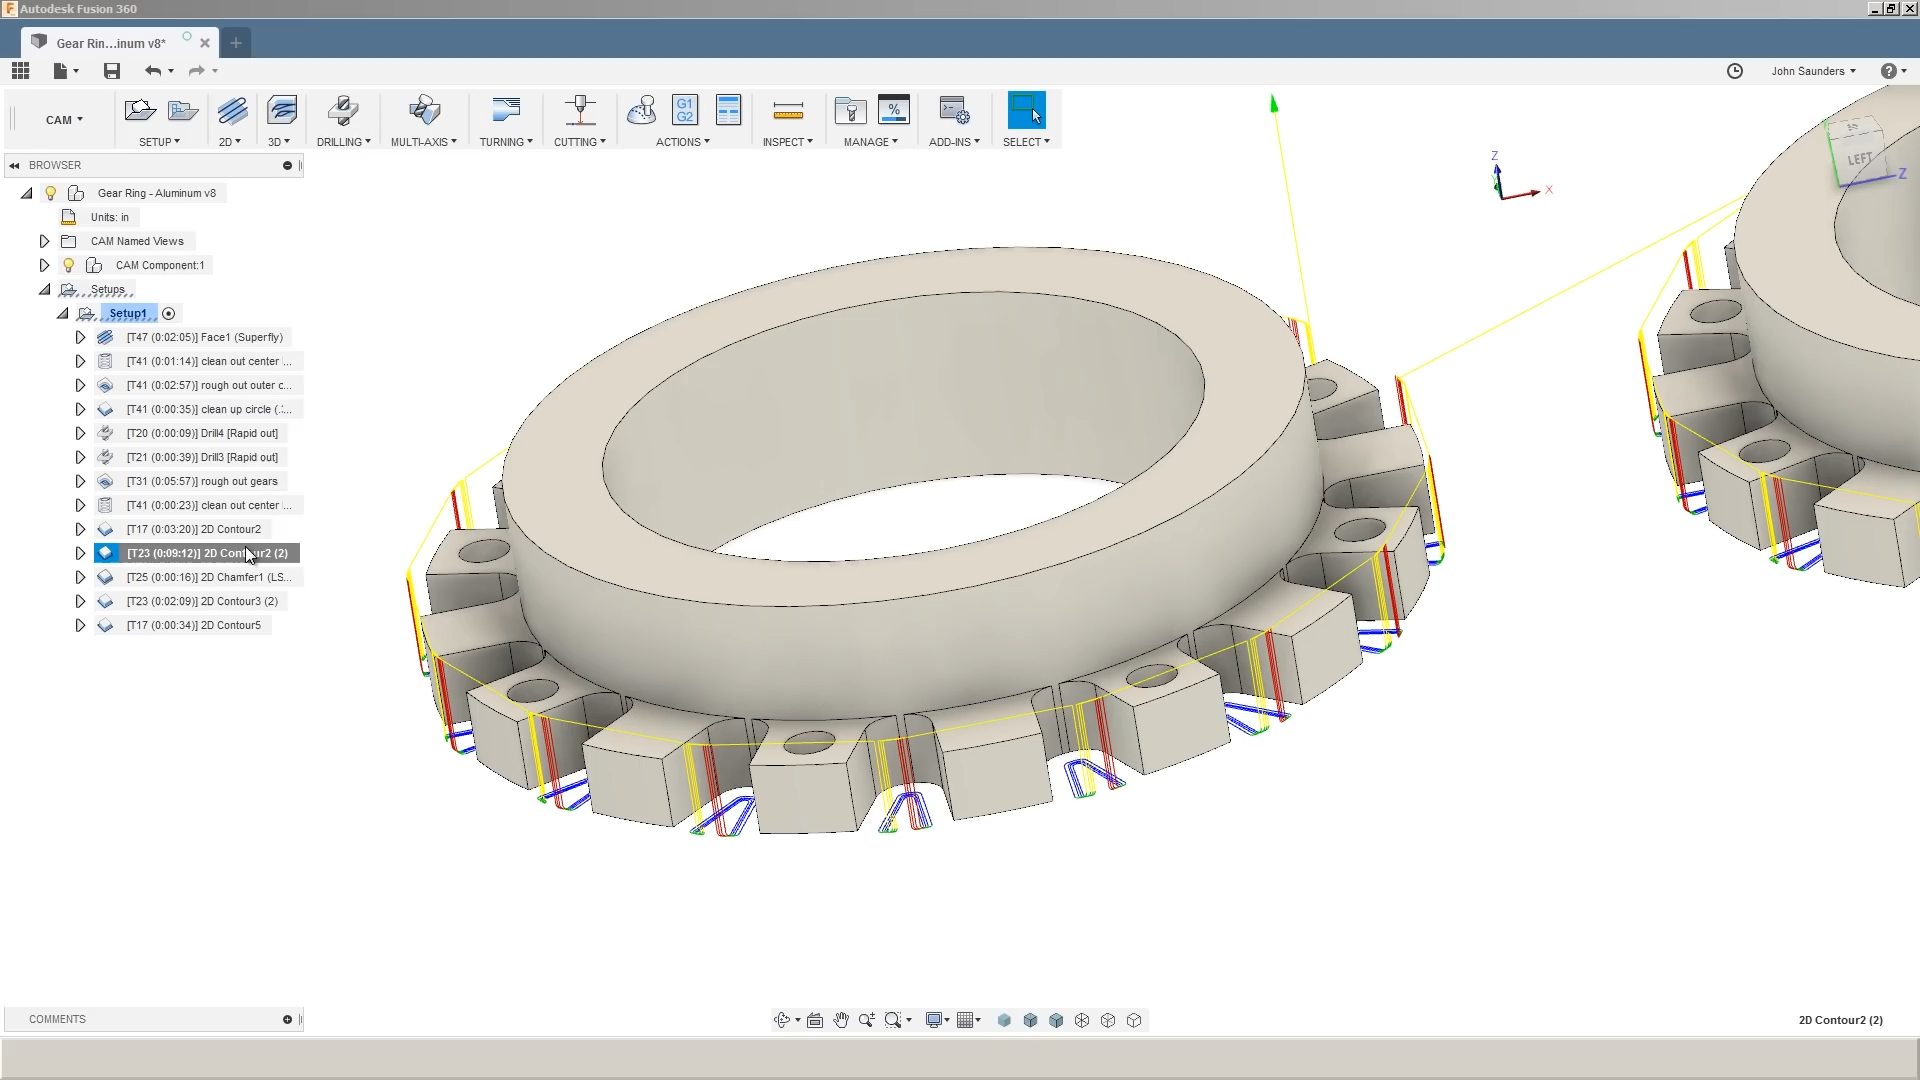 Autodesk Fusion 360
Gear Rin...inum v8*
John Saunders
CAM
SETUP
2D
3D
DRILLING
MULTI-AXIS
TURNING
CUTTING
G1
G2
ACTIONS
INSPECT
%
MANAGE
ADD-INS
SELECT
BROWSER
Gear Ring - Aluminum v8
Units: in
CAM Named Views
CAM Component:1
Setups
Setup1
[T47 (0:02:05)] Face1 (Superfly)
[T41 (0:01:14)] clean out center ...
[T41 (0:02:57)] rough out outer c...
[T41 (0:00:35)] clean up circle (.:...
[T20 (0:00:09)] Drill4 [Rapid out]
[T21 (0:00:39)] Drill3 [Rapid out]
[T31 (0:05:57)] rough out gears
[T41 (0:00:23)] clean out center ...
[T17 (0:03:20)] 2D Contour2
[T23 (0:09:12)] 2D Contour2 (2)
[T25 (0:00:16)] 2D Chamfer1 (LS...
[T23 (0:02:09)] 2D Contour3 (2)
[T17 (0:00:34)] 2D Contour5
Z
X
LEFT
Z
COMMENTS
2D Contour2 (2)